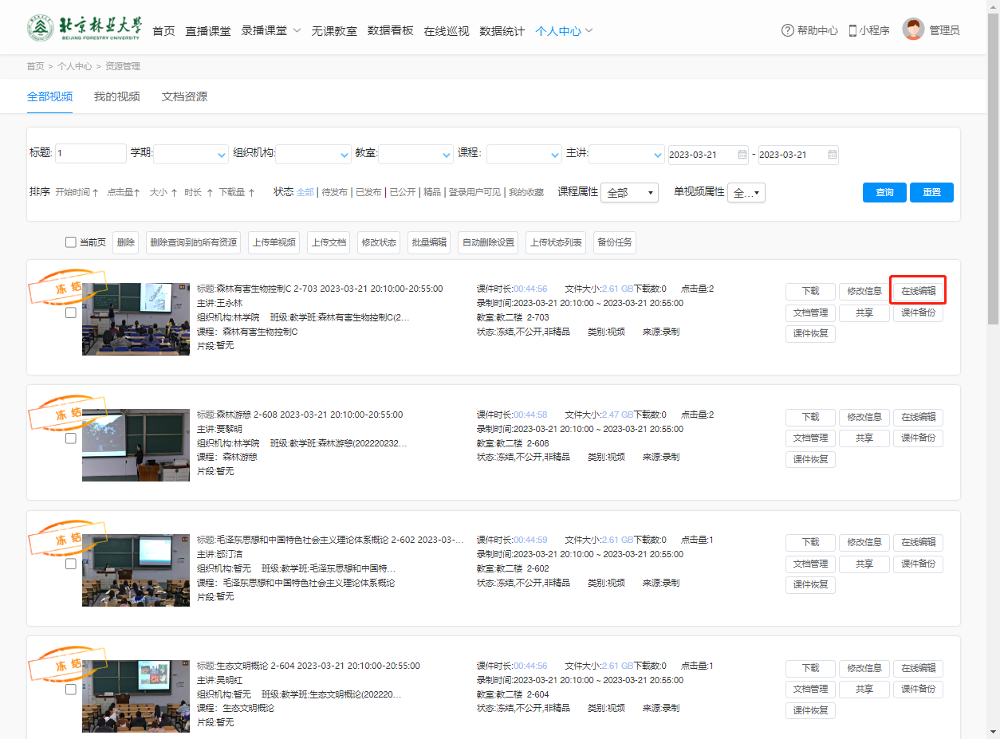 北京林业大学
BEIJING FORESTRY UNIVERSITY
首页 直播课堂 录播课堂 无课教室 数据看板 在线巡视 数据统计 个人中心 帮助中心 小程序 管理员
首页 > 个人中心 > 资源管理
全部视频 我的视频 文档资源
标题: 1 学期: 组织机构: 教室: 课程: 主讲: 2023-03-21 - 2023-03-21
排序 开始时间↑ 点击量↑ 大小 ↑ 时长 ↑ 下载量 ↑ 状态 全部 | 待发布 | 已发布 | 已公开 | 精品 | 登录用户可见 | 我的收藏 课程属性 全部 单视频属性 全... 查询 重置
当前页 删除 删除查询到的所有资源 上传单视频 上传文档 修改状态 批量编辑 自动删除设置 上传状态列表 备份任务
冻结
标题:森林有害生物控制C 2-703 2023-03-21 20:10:00-20:55:00 课件时长:00:44:56 文件大小:2.61 GB下载数:0 点击量:2 下载 修改信息 在线编辑
主讲:王永林 录制时间:2023-03-21 20:10:00 ~ 2023-03-21 20:55:00
组织机构:林学院 班级:教学班:森林有害生物控制C(2... 教室:教二楼 2-703 文档管理 共享 课件备份
课程：森林有害生物控制C 状态:冻结,不公开,非精品 类别:视频 来源:录制 课件恢复
片段:暂无
冻结
标题:森林游憩 2-608 2023-03-21 20:10:00-20:55:00 课件时长:00:44:58 文件大小:2.47 GB下载数:0 点击量:2 下载 修改信息 在线编辑
主讲:贾黎明 录制时间:2023-03-21 20:10:00 ~ 2023-03-21 20:55:00
组织机构:林学院 班级:教学班:森林游憩(202220232... 教室:教二楼 2-608 文档管理 共享 课件备份
课程：森林游憩 状态:冻结,不公开,非精品 类别:视频 来源:录制 课件恢复
片段:暂无
冻结
标题:毛泽东思想和中国特色社会主义理论体系概论 2-602 2023-03-... 课件时长:00:44:59 文件大小:2.61 GB下载数:0 点击量:1 下载 修改信息 在线编辑
主讲:郐汀洁 录制时间:2023-03-21 20:10:00 ~ 2023-03-21 20:55:00
组织机构:暂无 班级:教学班:毛泽东思想和中国特... 教室:教二楼 2-602 文档管理 共享 课件备份
课程：毛泽东思想和中国特色社会主义理论体系概论 状态:冻结,不公开,非精品 类别:视频 来源:录制 课件恢复
片段:暂无
冻结
标题:生态文明概论 2-604 2023-03-21 20:10:00-20:55:00 课件时长:00:44:56 文件大小:2.61 GB下载数:0 点击量:1 下载 修改信息 在线编辑
主讲:吴明红 录制时间:2023-03-21 20:10:00 ~ 2023-03-21 20:55:00
组织机构:暂无 班级:教学班:生态文明概论(202220... 教室:教二楼 2-604 文档管理 共享 课件备份
课程：生态文明概论 状态:冻结,不公开,非精品 类别:视频 来源:录制 课件恢复
片段:暂无